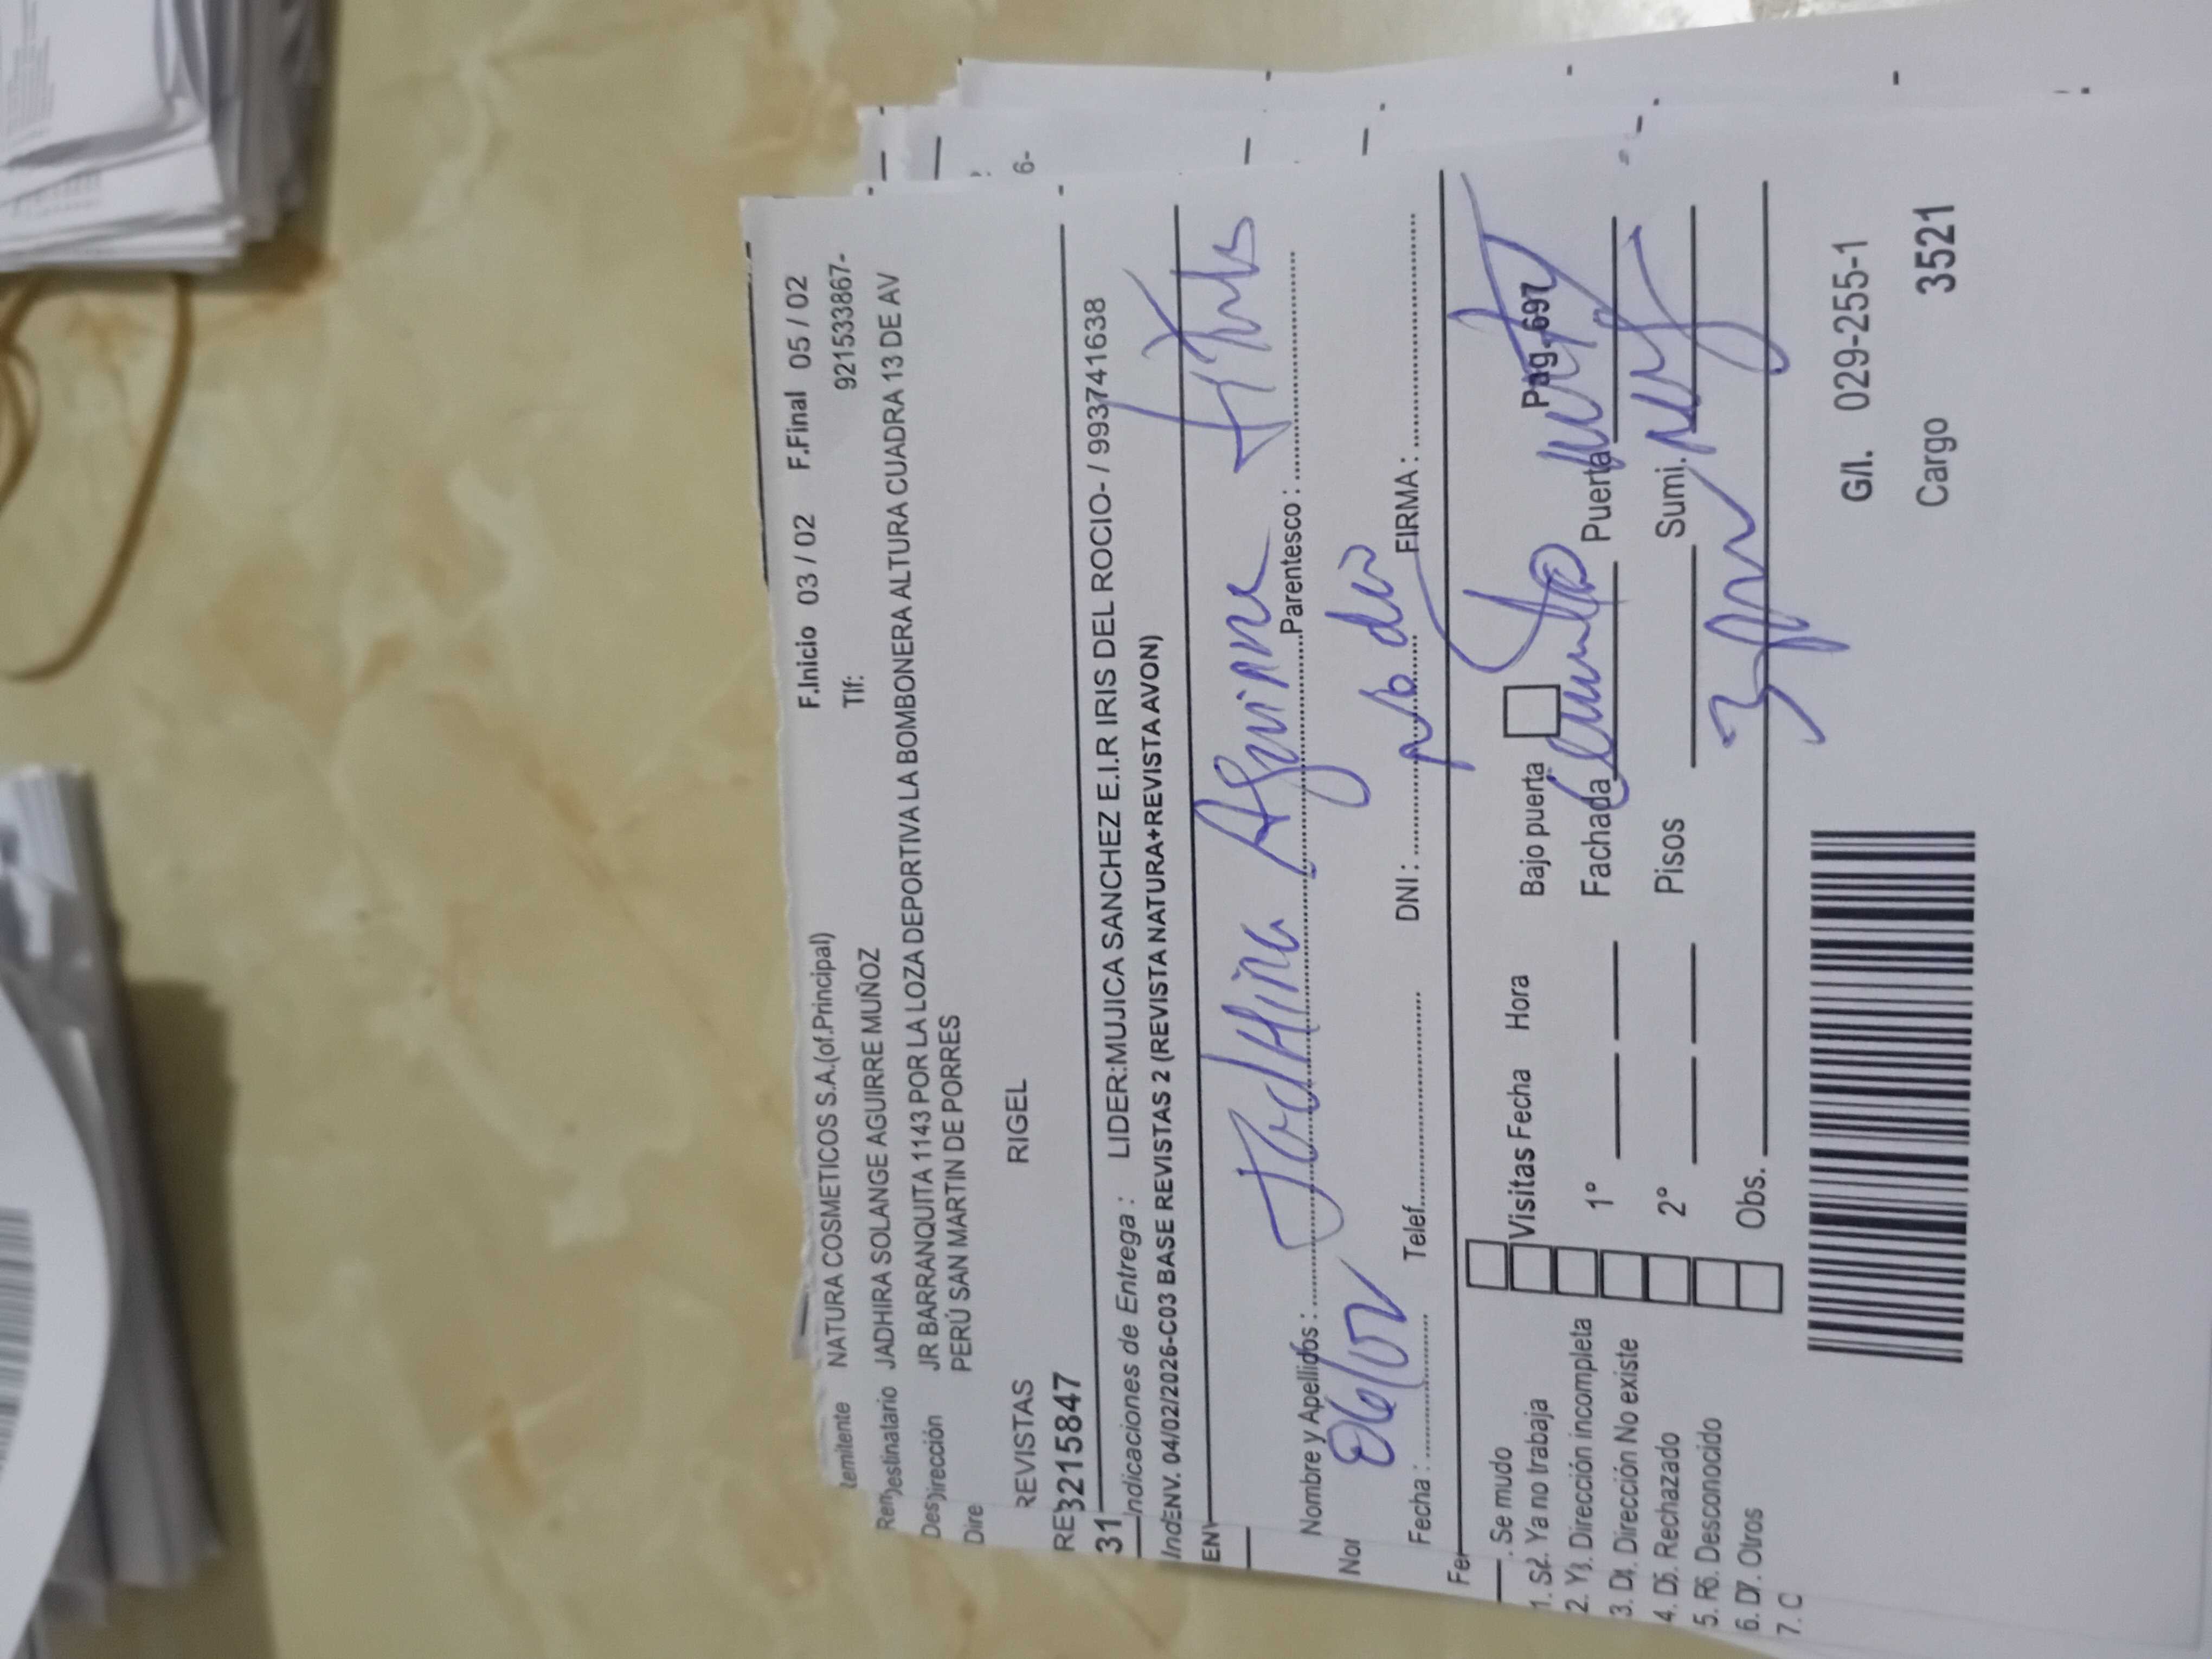 F.Inicio 03 / 02 F.Final 05 / 02
Remitente NATURA COSMETICOS S.A.(of.Principal) Tlf: 921533867-
Destinatario JADHIRA SOLANGE AGUIRRE MUÑOZ
Dirección JR BARRANQUITA 1143 POR LA LOZA DEPORTIVA LA BOMBONERA ALTURA CUADRA 13 DE AV
PERÚ SAN MARTIN DE PORRES
REVISTAS RIGEL
3215847
Indicaciones de Entrega : LIDER:MUJICA SANCHEZ E.I.R IRIS DEL ROCIO- / 993741638
ENV. 04/02/2026-C03 BASE REVISTAS 2 (REVISTA NATURA+REVISTA AVON)
Nombre y Apellidos : Jadhira Aguirre Parentesco : titular
Fecha : 06/02 Telef. DNI : no dio FIRMA :
1. Se mudo
2. Ya no trabaja Visitas Fecha Hora Bajo puerta Pag. 697
3. Dirección incompleta 1º Fachada Puerta
4. Dirección No existe
5. Rechazado 2º Pisos Sumi.
6. Desconocido
7. Otros Obs.
G/I. 029-255-1
Cargo 3521